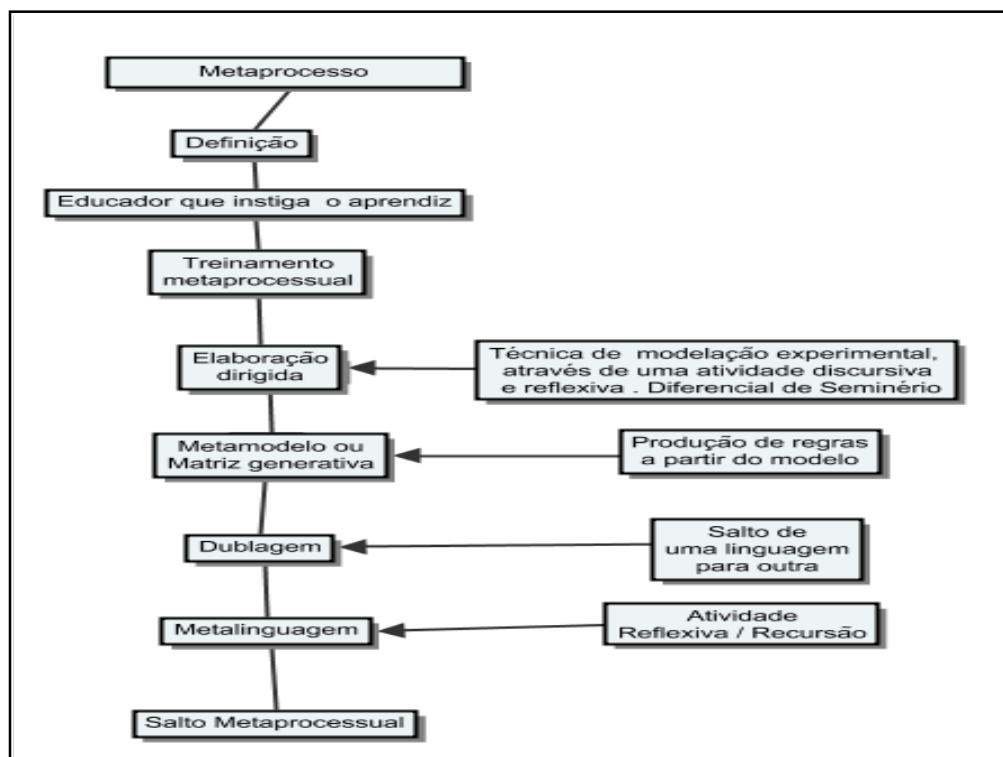 Metaprocesso
Definição
Educador que instiga o aprendiz
Treinamento
metaprocessual
Elaboração
dirigida
Técnica de modelação experimental,
através de uma atividade discursiva
e reflexiva . Diferencial de Seminério
Metamodelo ou
Matriz generativa
Produção de regras
a partir do modelo
Dublagem
Salto de
uma linguagem
para outra
Metalinguagem
Atividade
Reflexiva / Recursão
Salto Metaprocessual